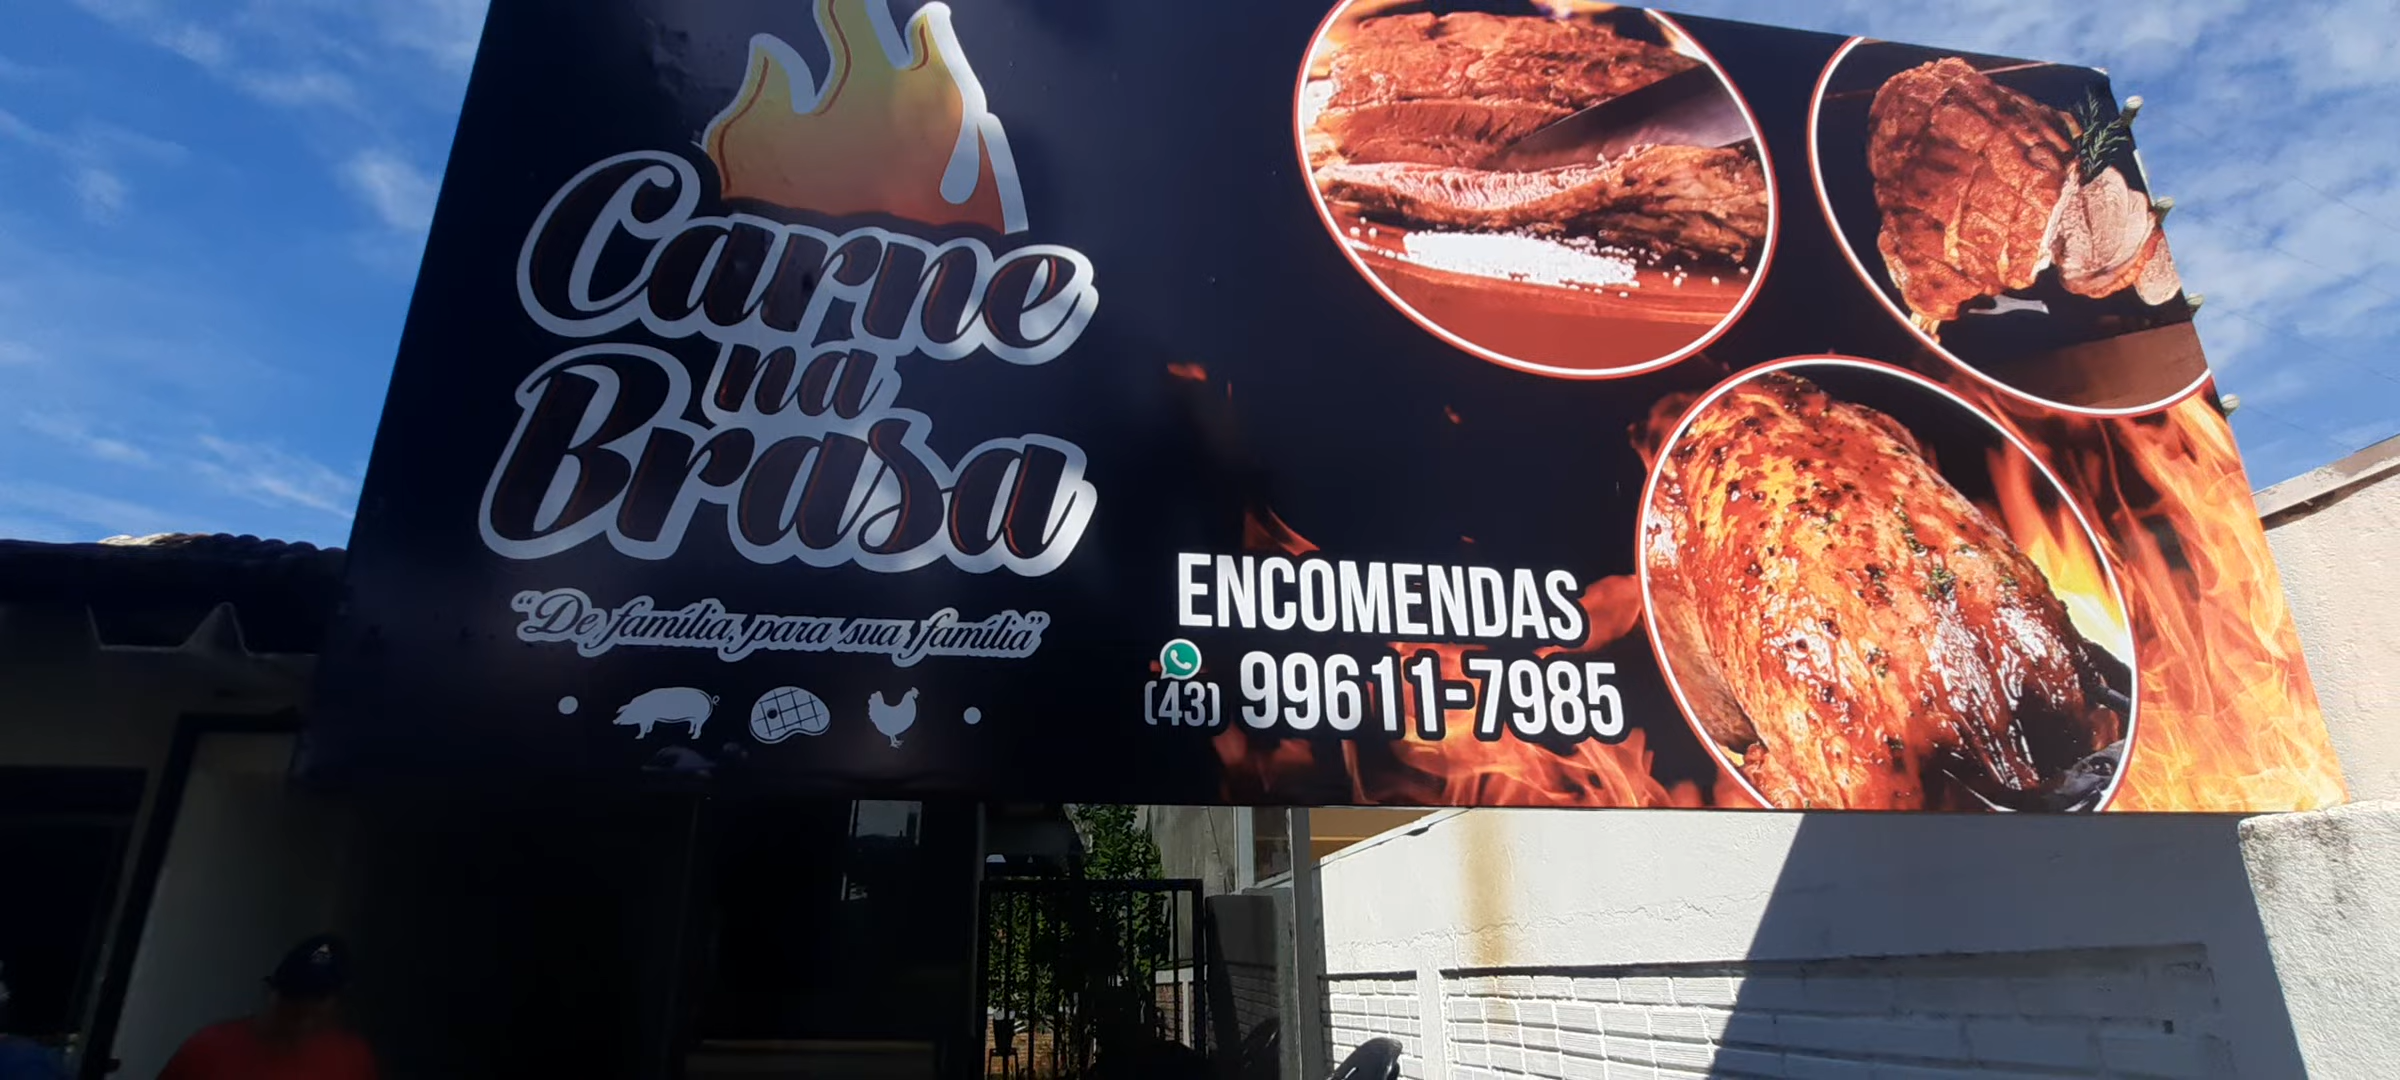 Carne
na
Brasa
"De família, para sua família"
ENCOMENDAS
(43) 99611-7985